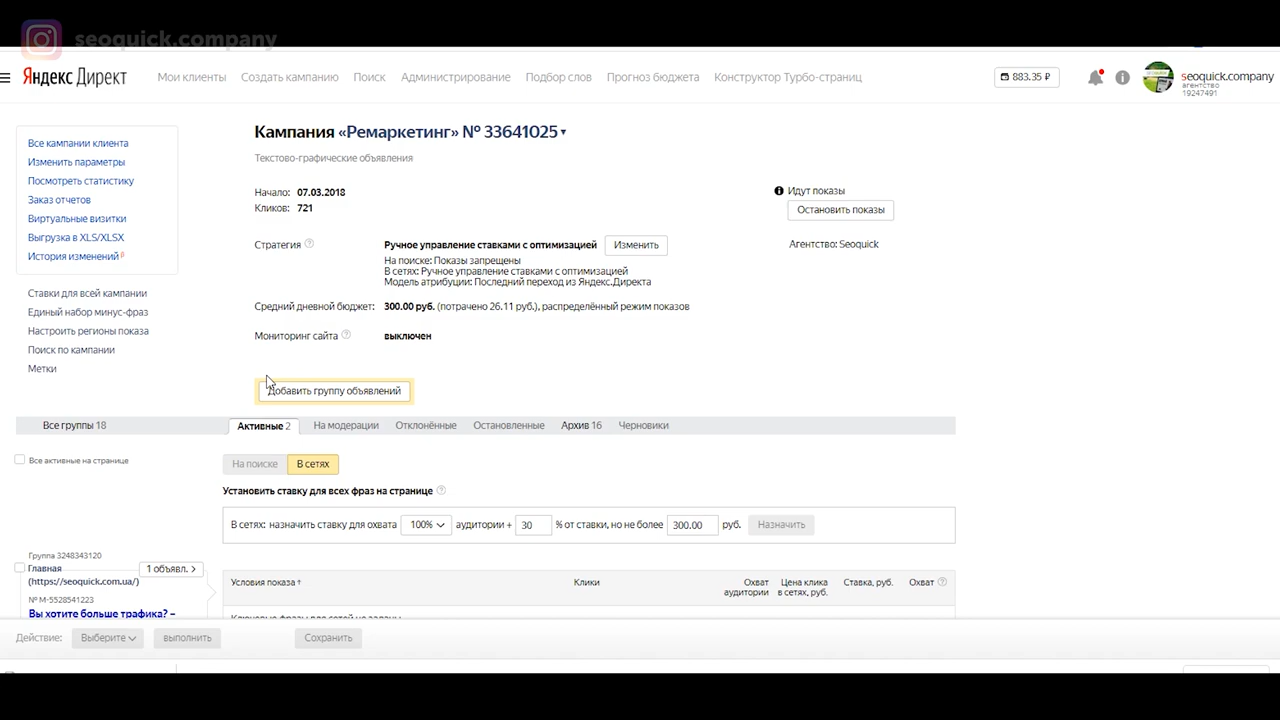 seoquick.company
Яндекс Директ
Мои клиенты
Создать кампанию
Поиск
Администрирование
Подбор слов
Прогноз бюджета
Конструктор Турбо-страниц
883.35 ₽
seoquick.company
агентство
19247491
Все кампании клиента
Изменить параметры
Посмотреть статистику
Заказ отчетов
Виртуальные визитки
Выгрузка в XLS/XLSX
История изменений β
Ставки для всей кампании
Единый набор минус-фраз
Настроить регионы показа
Поиск по кампании
Метки
Кампания «Ремаркетинг» № 33641025
Текстово-графические объявления
Начало: 07.03.2018
Кликов: 721
Идут показы
Остановить показы
Стратегия
Ручное управление ставками с оптимизацией
Изменить
Агентство: Seoquick
На поиске: Показы запрещены
В сетях: Ручное управление ставками с оптимизацией
Модель атрибуции: Последний переход из Яндекс.Директа
Средний дневной бюджет: 300.00 руб. (потрачено 26.11 руб.), распределённый режим показов
Мониторинг сайта
выключен
Добавить группу объявлений
Все группы 18
Активные 2
На модерации
Отклонённые
Остановленные
Архив 16
Черновики
Все активные на странице
На поиске
В сетях
Установить ставку для всех фраз на странице
В сетях: назначить ставку для охвата 100% аудитории + 30 % от ставки, но не более 300.00 руб. Назначить
Группа 3248343120
Главная
(https://seoquick.com.ua/)
1 объявл. >
№ M-5528541223
Вы хотите больше трафика? –
Условия показа ↑
Клики
Охват
аудитории
Цена клика
в сетях, руб.
Ставка, руб.
Охват
Ключевые фразы для сетей не заданы
Действие:
Выберите
выполнить
Сохранить